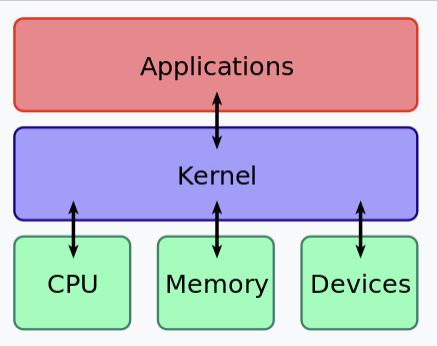 Applications
Kernel
CPU
Memory
Devices